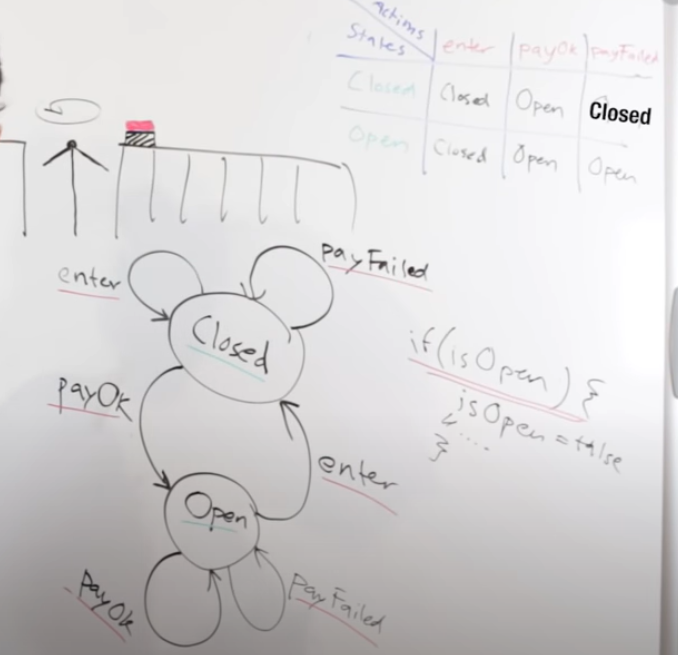 actions
States
enter
payOk
payFailed
Closed
Closed
Open
Closed
Open
Closed
Open
Open
enter
payFailed
Closed
payOk
enter
Open
payOk
PayFailed
if(isOpen) {
isOpen = false
....
}